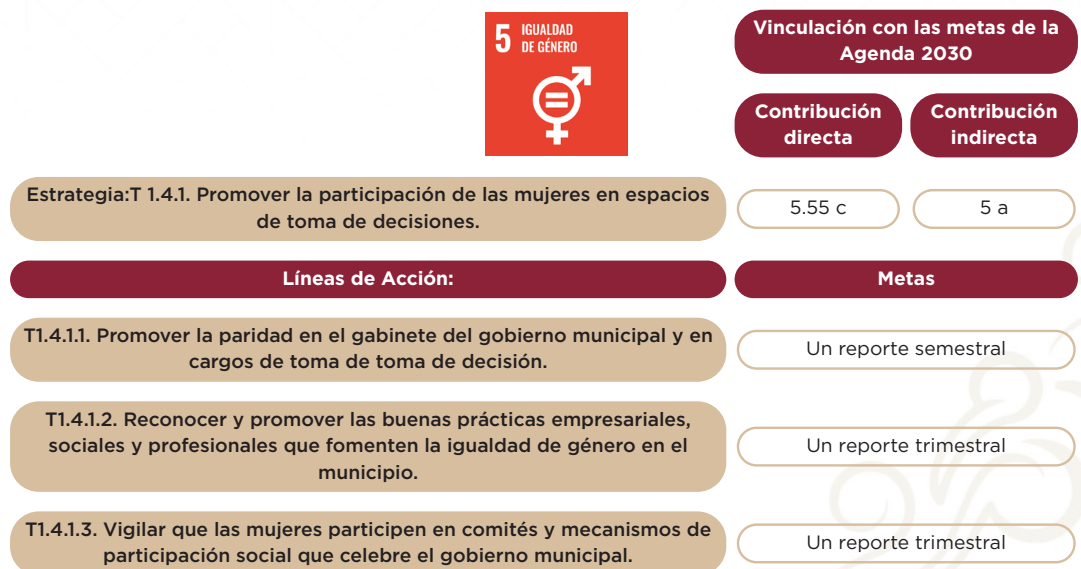 5 IGUALDAD
DE GÉNERO
Vinculación con las metas de la
Agenda 2030
Contribución
directa
Contribución
indirecta
Estrategia:T 1.4.1. Promover la participación de las mujeres en espacios
de toma de decisiones.
5.55 c
5 a
Líneas de Acción:
Metas
T1.4.1.1. Promover la paridad en el gabinete del gobierno municipal y en
cargos de toma de toma de decisión.
Un reporte semestral
T1.4.1.2. Reconocer y promover las buenas prácticas empresariales,
sociales y profesionales que fomenten la igualdad de género en el
municipio.
Un reporte trimestral
T1.4.1.3. Vigilar que las mujeres participen en comités y mecanismos de
participación social que celebre el gobierno municipal.
Un reporte trimestral